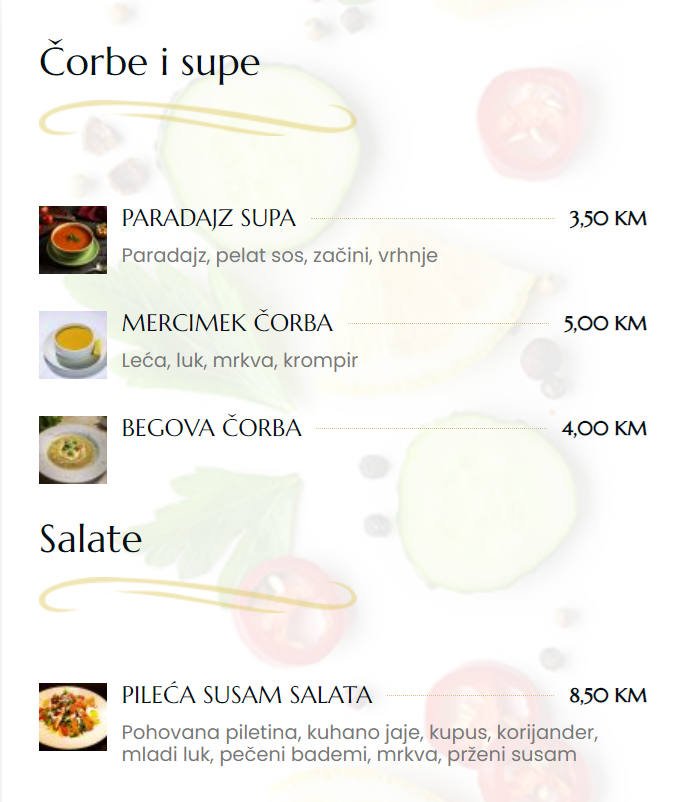 Čorbe i supe
PARADAJZ SUPA 3,50 KM
Paradajz, pelat sos, začini, vrhnje
MERCIMEK ČORBA 5,00 KM
Leća, luk, mrkva, krompir
BEGOVA ČORBA 4,00 KM
Salate
PILEĆA SUSAM SALATA 8,50 KM
Pohovana piletina, kuhano jaje, kupus, korijander,
mladi luk, pečeni bademi, mrkva, prženi susam